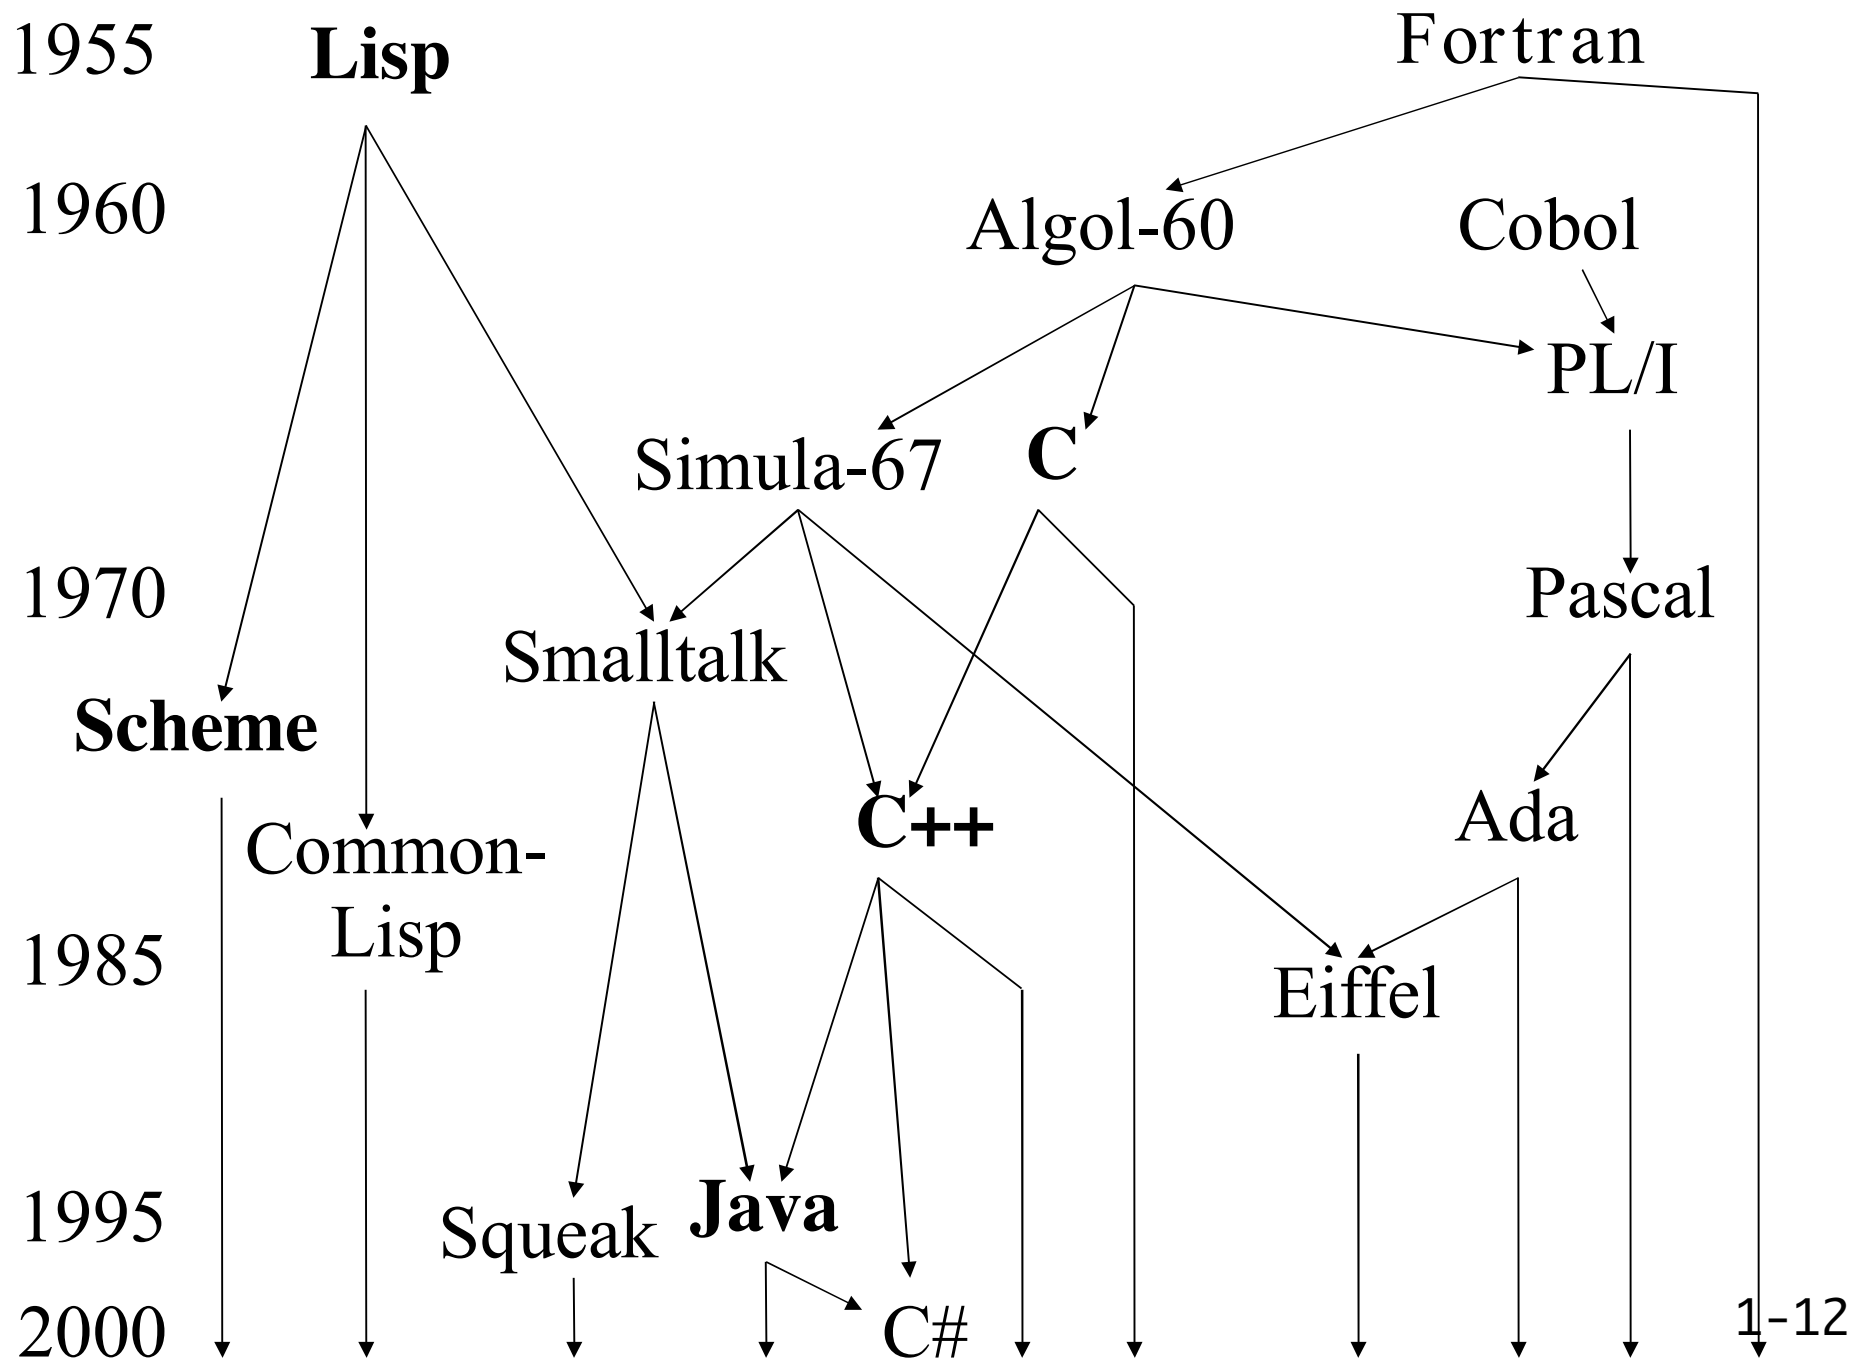 1955 Lisp Fortran
1960 Algol-60 Cobol
PL/I
Simula-67 C
1970 Pascal
Smalltalk
Scheme
C++ Ada
Common-
Lisp
1985 Eiffel
1995 Squeak Java
2000 C# 1-12